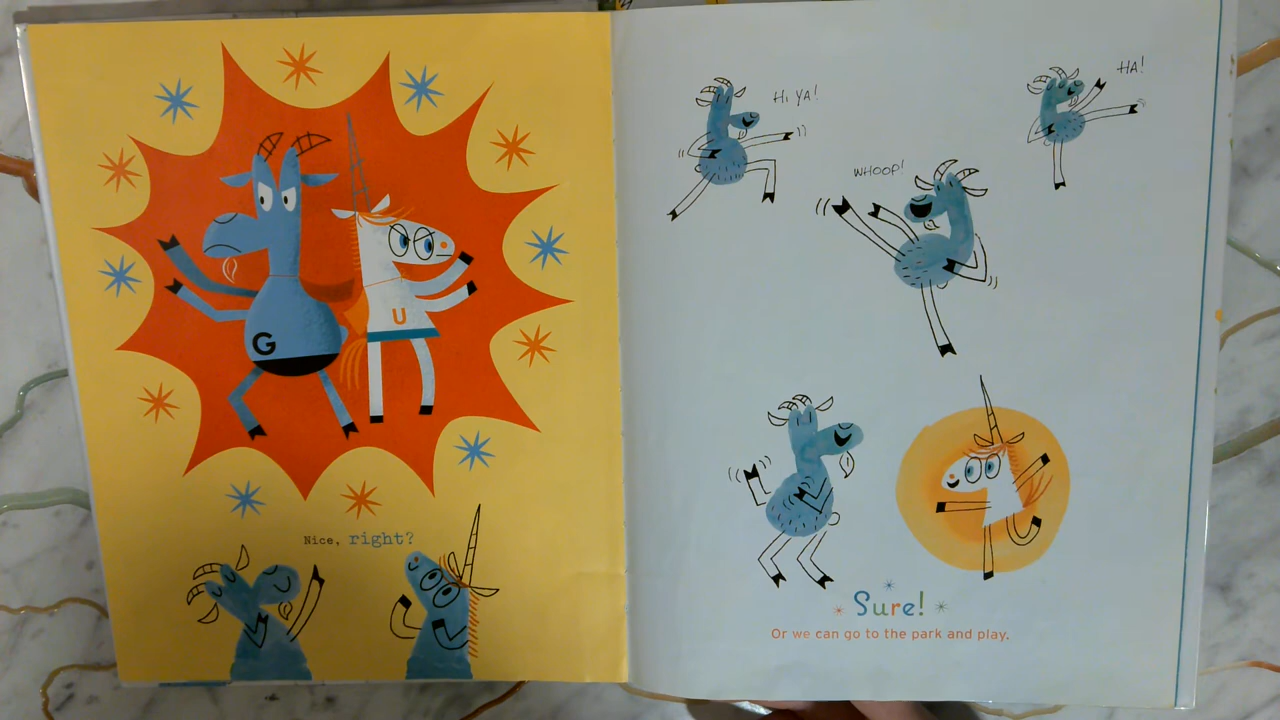 G
U
Nice, right?
HI YA!
HA!
WHOOP!
Sure!
Or we can go to the park and play.